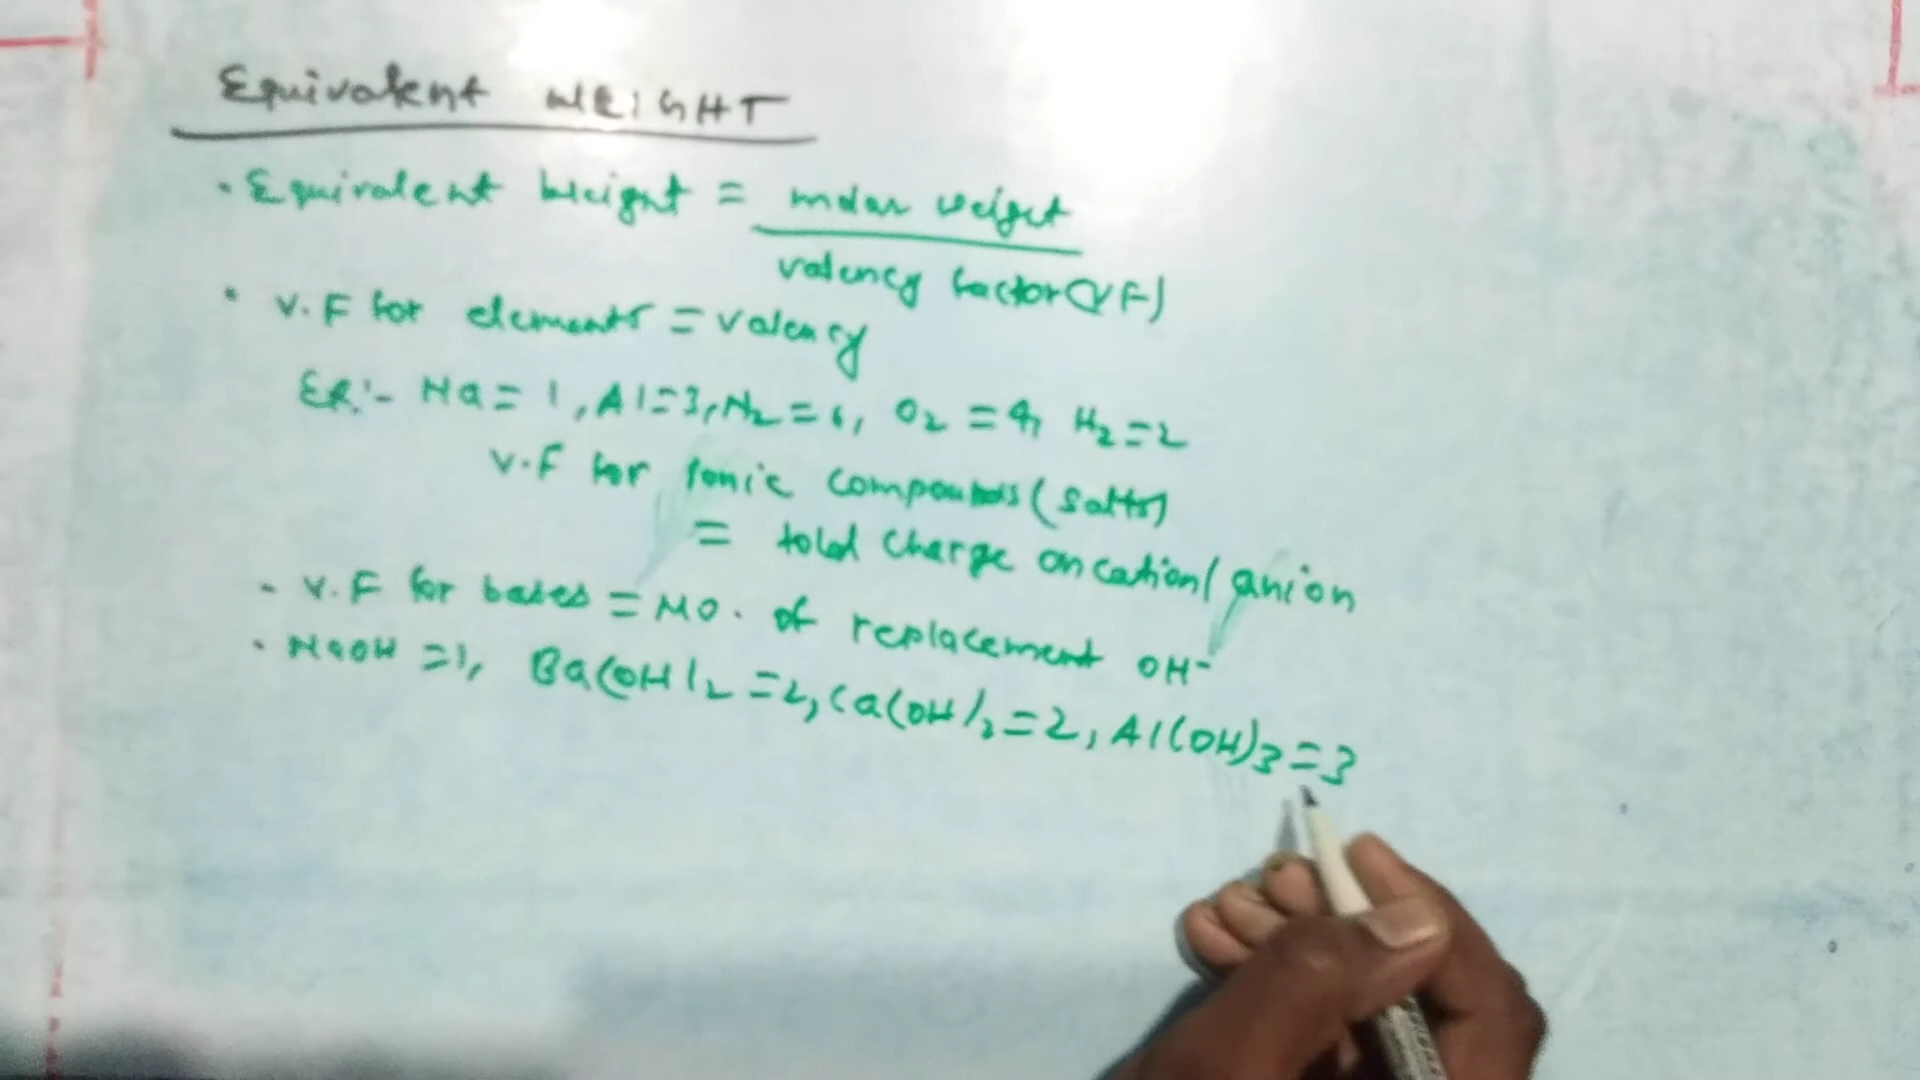 Equivalent WEIGHT
• Equivalent Weight = molar weight
valency factor (V F)
• V.F for elements = valency
Ex:- Na = 1, Al=3, N₂ = 6, O₂ = 4, H₂=2
V.F for Ionic compounds (salts)
= total charge on cation/anion
• V.F for bases = NO. of replacement OH⁻
• NaOH =1, Ba(OH)₂ =2, Ca(OH)₂ =2, Al(OH)3=3